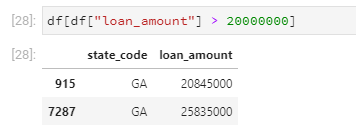 [28]: df[df["loan_amount"] > 20000000]
[28]:
state_code loan_amount
915 GA 20845000
7287 GA 25835000